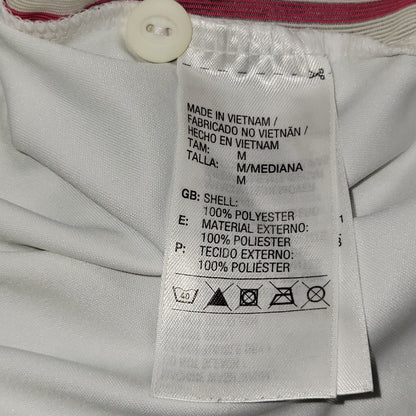 MADE IN VIETNAM /
FABRICADO NO VIETNÃN /
HECHO EN VIETNAM
TAM: M
TALLA: M/MEDIANA
M
GB: SHELL:
100% POLYESTER
E: MATERIAL EXTERNO:
100% POLIESTER
P: TECIDO EXTERNO:
100% POLIÉSTER
40